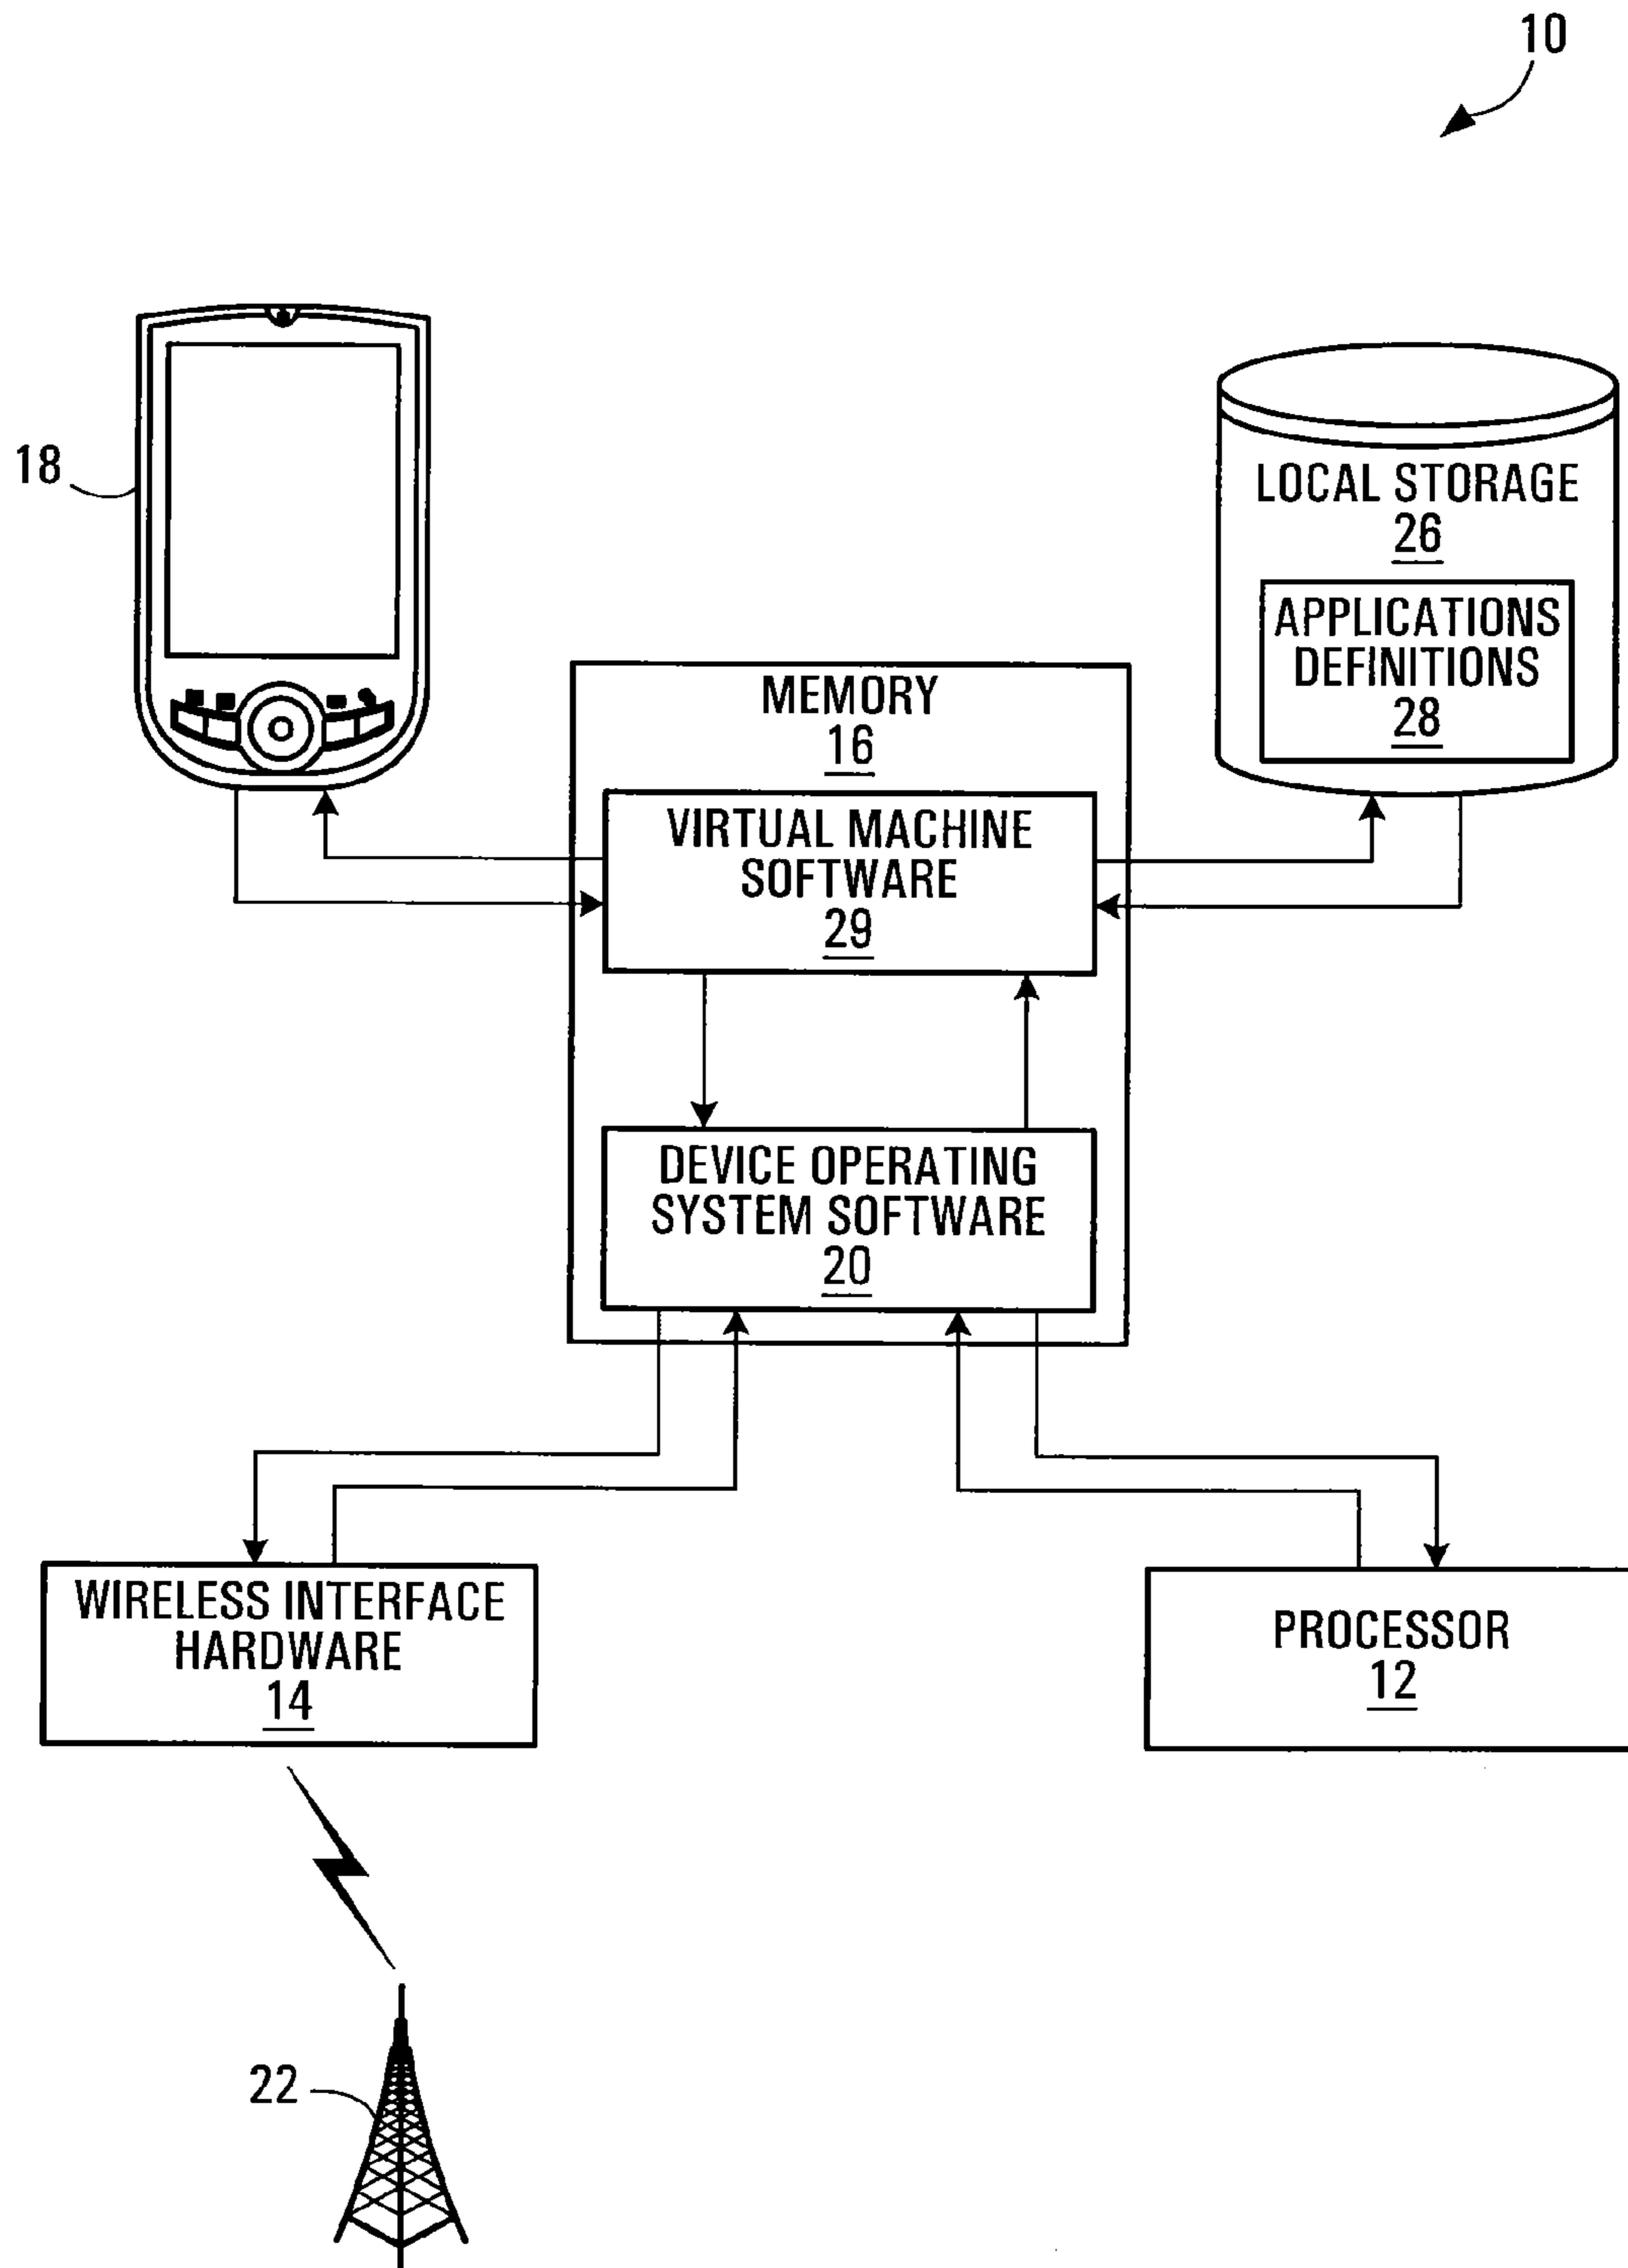 10
18
LOCAL STORAGE
26
APPLICATIONS
DEFINITIONS
28
MEMORY
16
VIRTUAL MACHINE
SOFTWARE
29
DEVICE OPERATING
SYSTEM SOFTWARE
20
WIRELESS INTERFACE
HARDWARE
14
PROCESSOR
12
22